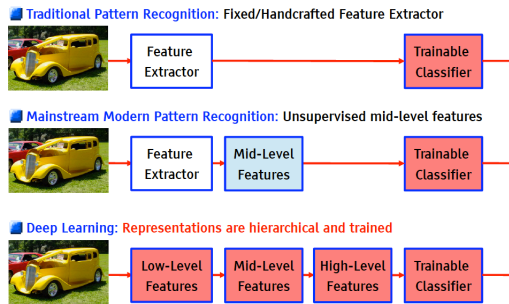 Traditional Pattern Recognition: Fixed/Handcrafted Feature Extractor
Feature
Extractor
Trainable
Classifier
Mainstream Modern Pattern Recognition: Unsupervised mid-level features
Feature
Extractor
Mid-Level
Features
Trainable
Classifier
Deep Learning: Representations are hierarchical and trained
Low-Level
Features
Mid-Level
Features
High-Level
Features
Trainable
Classifier